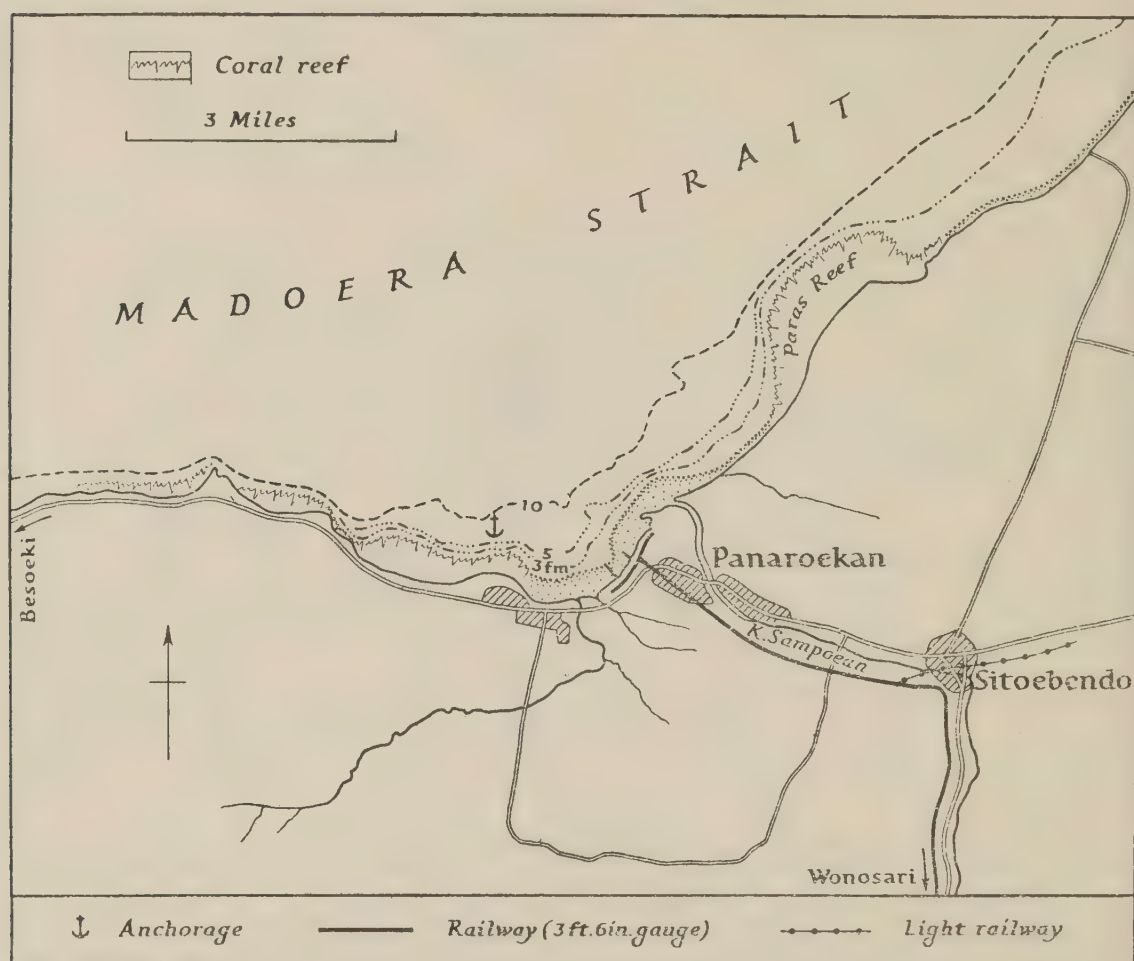 Coral reef
3 Miles
MADOERA STRAIT
Paras Reef
10
5
3fm
Besoeki
Panaroekan
K. Sampoean
Sitoebondo
Wonosari
Anchorage
Railway (3ft. 6in. gauge)
Light railway